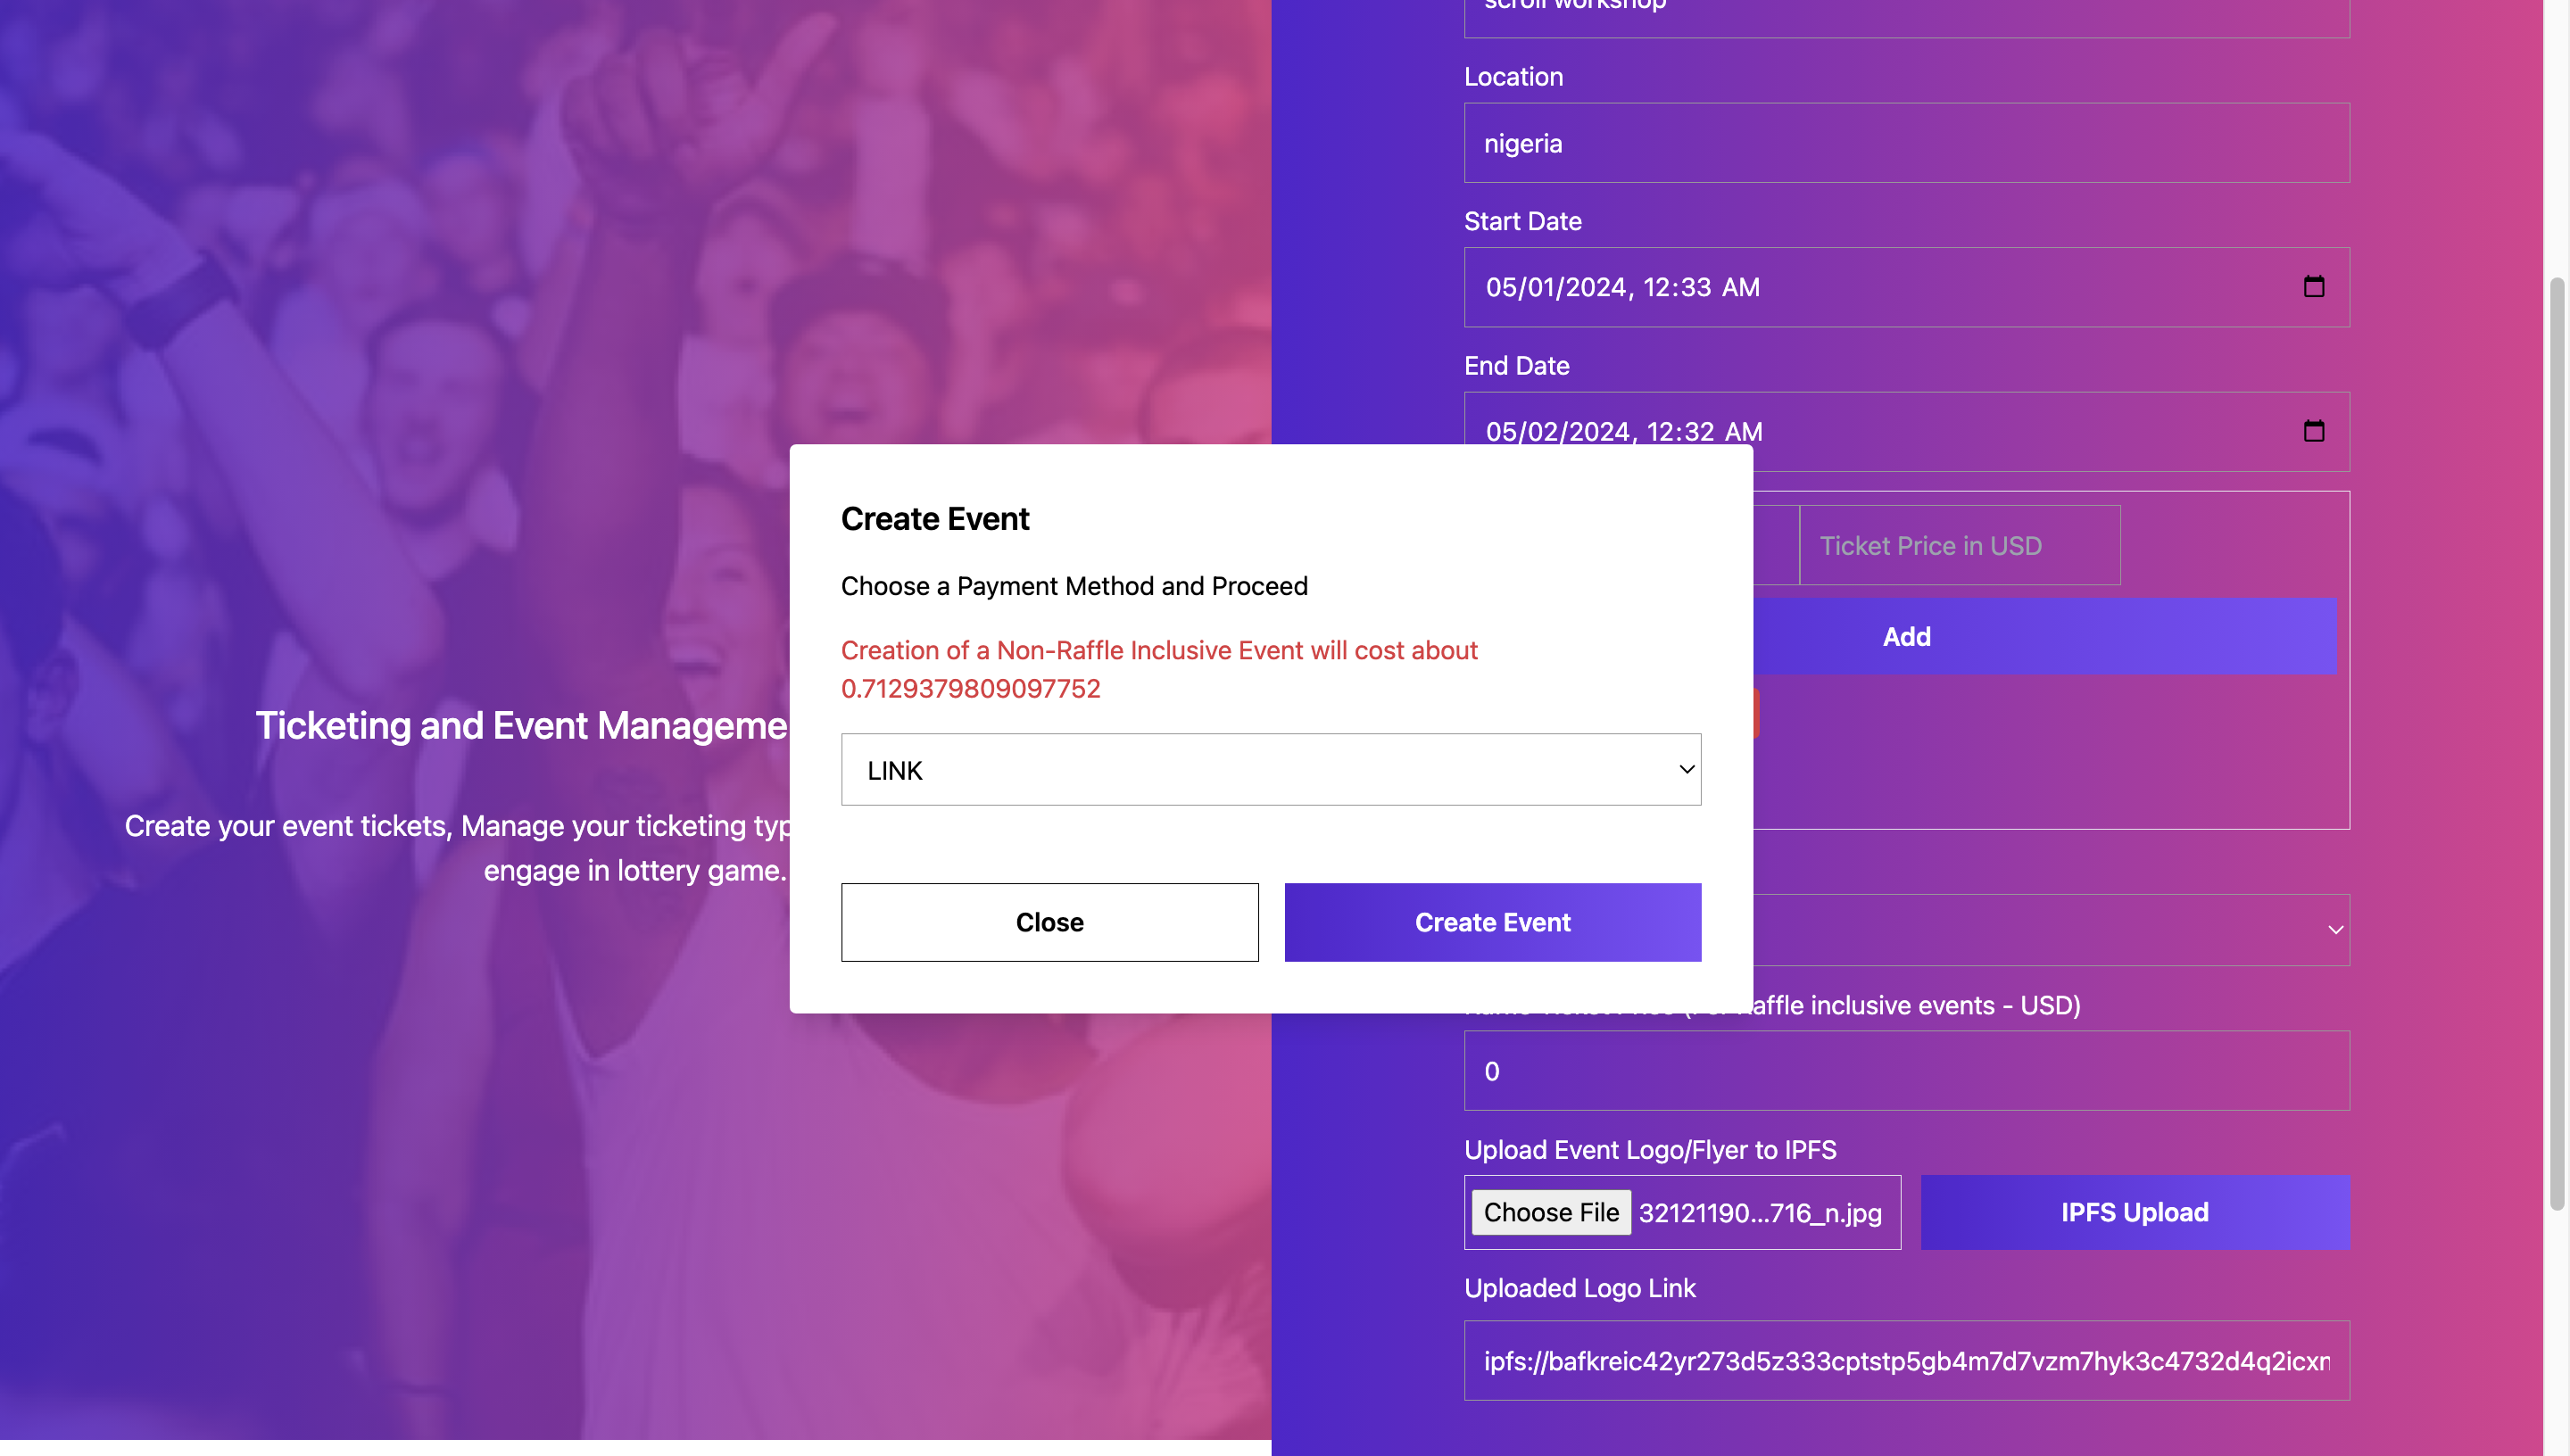 scroll workshop
Location
nigeria
Start Date
05/01/2024, 12:33 AM
End Date
05/02/2024, 12:32 AM
Ticket Price in USD
Add
Create Event
Choose a Payment Method and Proceed
Creation of a Non-Raffle Inclusive Event will cost about
0.7129379809097752
LINK
Close
Create Event
Ticketing and Event Manageme
Create your event tickets, Manage your ticketing typ
engage in lottery game.
affle inclusive events - USD)
0
Upload Event Logo/Flyer to IPFS
Choose File 32121190...716_n.jpg
IPFS Upload
Uploaded Logo Link
ipfs://bafkreic42yr273d5z333cptstp5gb4m7d7vzm7hyk3c4732d4q2icxn